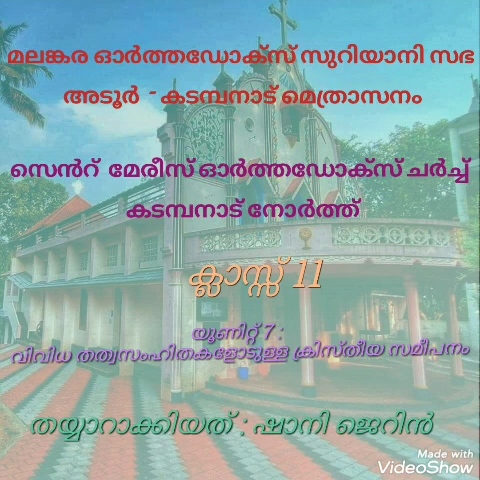 മലങ്കര ഓർത്തഡോക്സ് സുറിയാനി സഭ
അടൂർ - കടമ്പനാട് മെത്രാസനം
സെൻറ് മേരീസ് ഓർത്തഡോക്സ് ചർച്ച്
കടമ്പനാട് നോർത്ത്
ക്ലാസ്സ് 11
യൂണിറ്റ് 7 :
വിവിധ തത്വസംഹിതകളോടുള്ള ക്രിസ്തീയ സമീപനം
തയ്യാറാക്കിയത് : ഷാനി ജെറിൻ
Made with
VideoShow